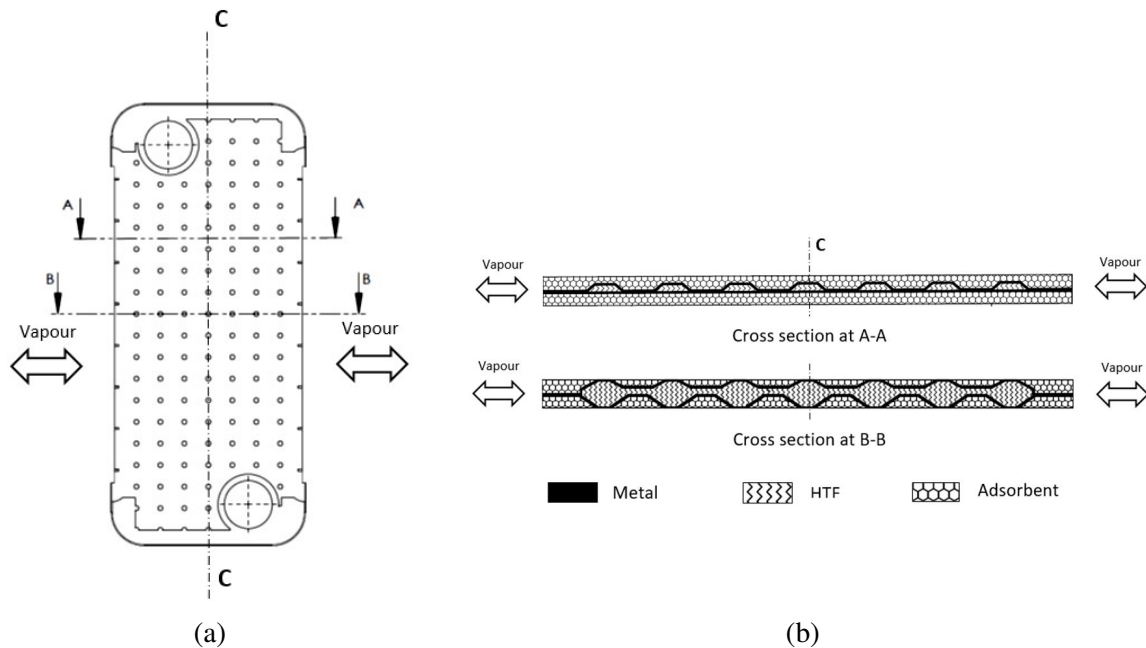 C
A A
B B
Vapour Vapour
C
(a)
C
Vapour Vapour
Cross section at A-A
Vapour Vapour
Cross section at B-B
Metal HTF Adsorbent
(b)